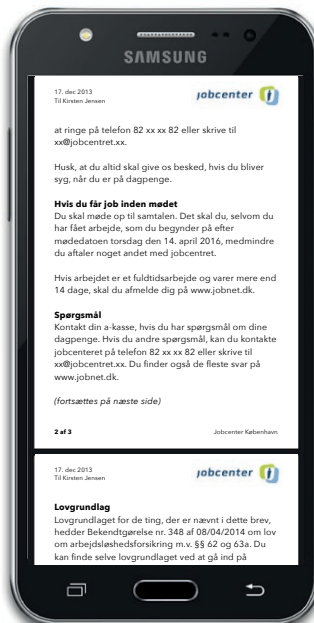 SAMSUNG
17. dec 2013
Til Kirsten Jensen
jobcenter
at ringe på telefon 82 xx xx 82 eller skrive til
xx@jobcentret.xx.
Husk, at du altid skal give os besked, hvis du bliver
syg, når du er på dagpenge.
Hvis du får job inden mødet
Du skal møde op til samtalen. Det skal du, selvom du
har fået arbejde, som du begynder på efter
mødedatoen torsdag den 14. april 2016, medmindre
du aftaler noget andet med jobcentret.
Hvis arbejdet er et fuldtidsarbejde og varer mere end
14 dage, skal du afmelde dig på www.jobnet.dk.
Spørgsmål
Kontakt din a-kasse, hvis du har spørgsmål om dine
dagpenge. Hvis du andre spørgsmål, kan du kontakte
jobcenteret på telefon 82 xx xx 82 eller skrive til
xx@jobcentret.xx. Du finder også de fleste svar på
www.jobnet.dk.
(fortsættes på næste side)
2 af 3
Jobcenter København
17. dec 2013
Til Kirsten Jensen
jobcenter
Lovgrundlag
Lovgrundlaget for de ting, der er nævnt i dette brev,
hedder Bekendtgørelse nr. 348 af 08/04/2014 om lov
om arbejdsløshedsforsikring m.v. §§ 62 og 63a. Du
kan finde selve lovgrundlaget ved at gå ind på